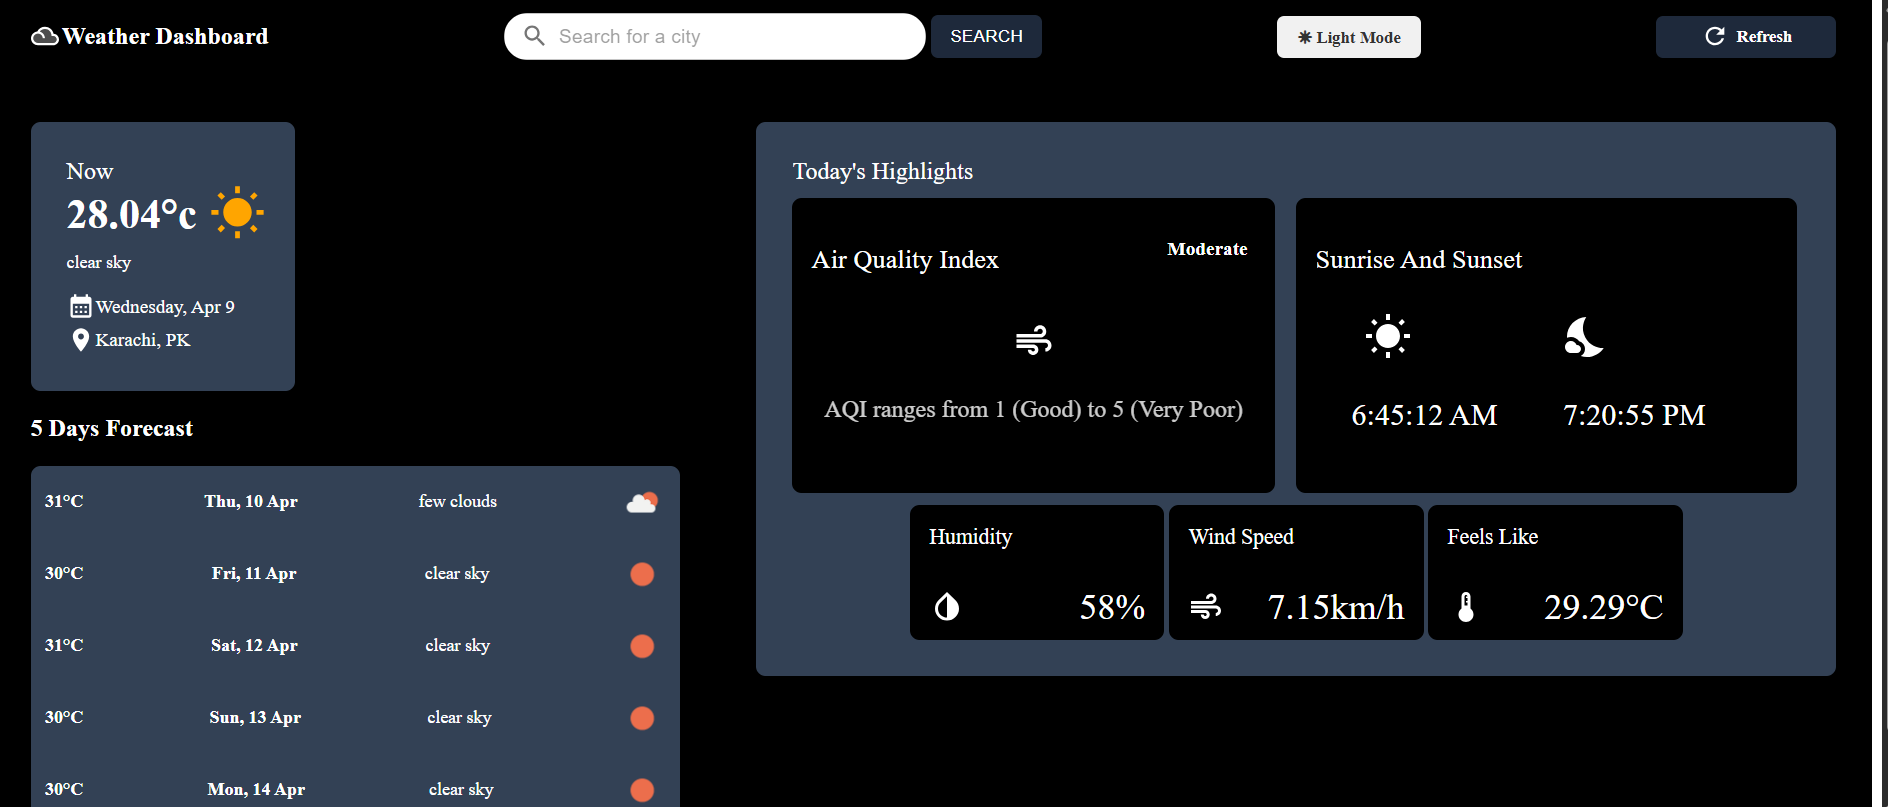 Weather Dashboard
Search for a city
SEARCH
Light Mode
Refresh
Now
28.04°c
clear sky
Wednesday, Apr 9
Karachi, PK
5 Days Forecast
31°C Thu, 10 Apr few clouds
30°C Fri, 11 Apr clear sky
31°C Sat, 12 Apr clear sky
30°C Sun, 13 Apr clear sky
30°C Mon, 14 Apr clear sky
Today's Highlights
Air Quality Index
Moderate
AQI ranges from 1 (Good) to 5 (Very Poor)
Sunrise And Sunset
6:45:12 AM
7:20:55 PM
Humidity
58%
Wind Speed
7.15km/h
Feels Like
29.29°C